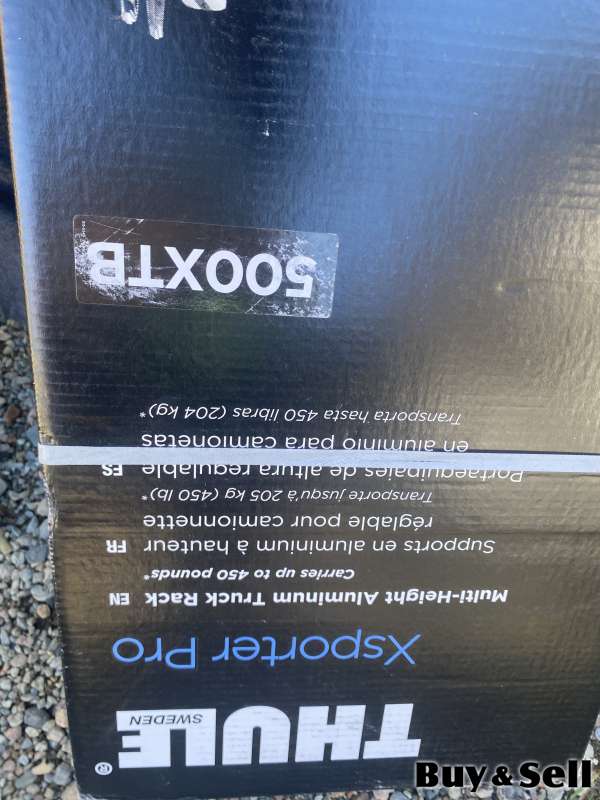 THULE®
SWEDEN
Xsporter Pro
Multi-Height Aluminum Truck Rack EN
Carries up to 450 pounds*
Supports en aluminium à hauteur FR
réglable pour camionnette
Transporte jusqu'à 205 kg (450 lb)*
Portaequipajes de altura regulable ES
en aluminio para camionetas
Transporta hasta 450 libras (204 kg)*
500XTB
Buy & Sell